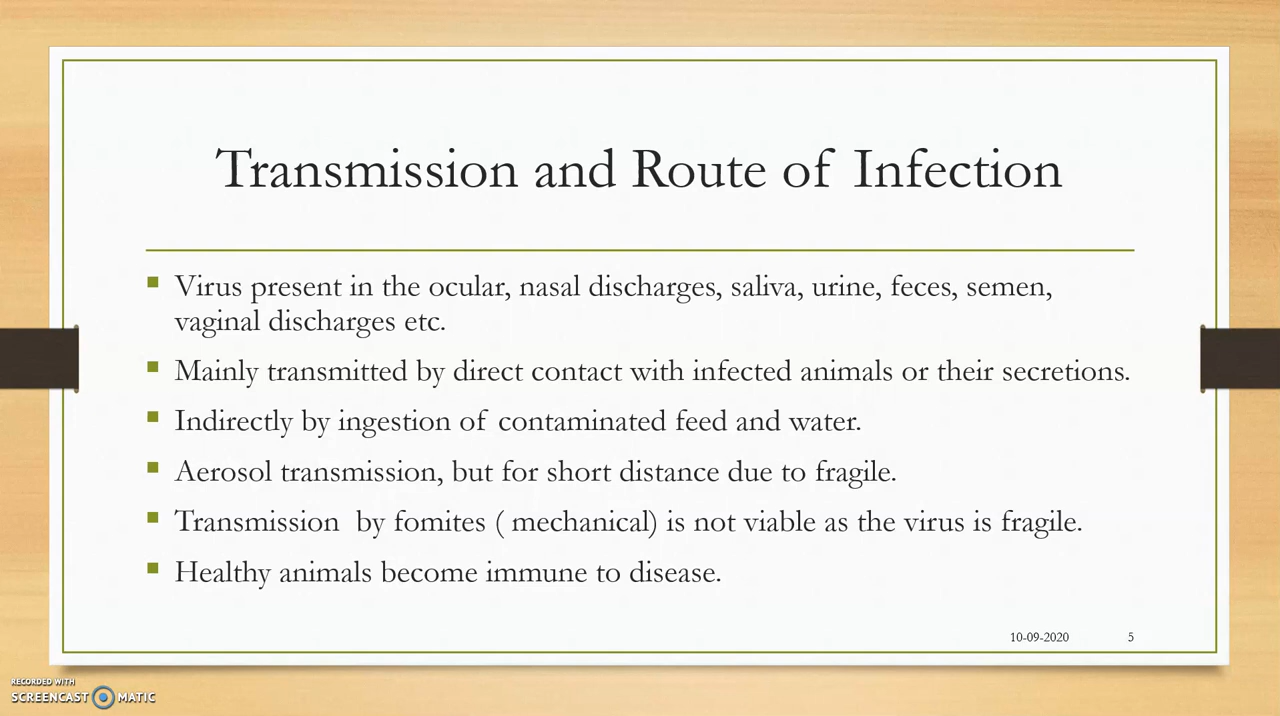 Transmission and Route of Infection
Virus present in the ocular, nasal discharges, saliva, urine, feces, semen,
vaginal discharges etc.
Mainly transmitted by direct contact with infected animals or their secretions.
Indirectly by ingestion of contaminated feed and water.
Aerosol transmission, but for short distance due to fragile.
Transmission by fomites ( mechanical) is not viable as the virus is fragile.
Healthy animals become immune to disease.
10-09-2020 5
RECORDED WITH
SCREENCAST MATIC